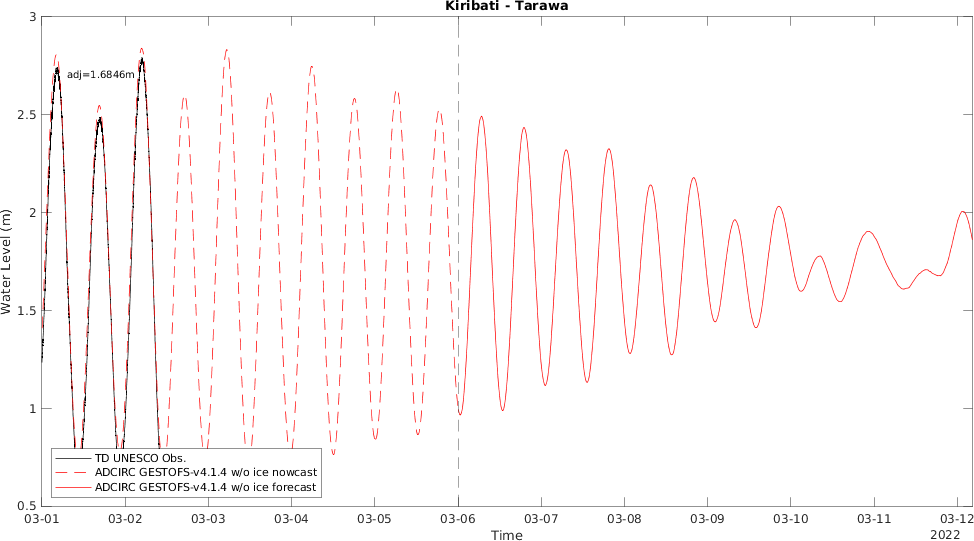 Kiribati - Tarawa
3
2.5
2
1.5
1
0.5
Water Level (m)
adj=1.6846m
TD UNESCO Obs.
ADCIRC GESTOFS-v4.1.4 w/o ice nowcast
ADCIRC GESTOFS-v4.1.4 w/o ice forecast
03-01 03-02 03-03 03-04 03-05 03-06 03-07 03-08 03-09 03-10 03-11 03-12
Time
2022